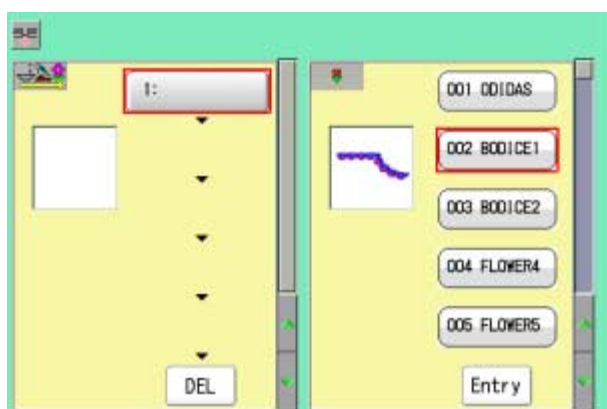 1:
DEL
001 ODIDAS
002 BODICE1
003 BODICE2
004 FLOWER4
005 FLOWER5
Entry